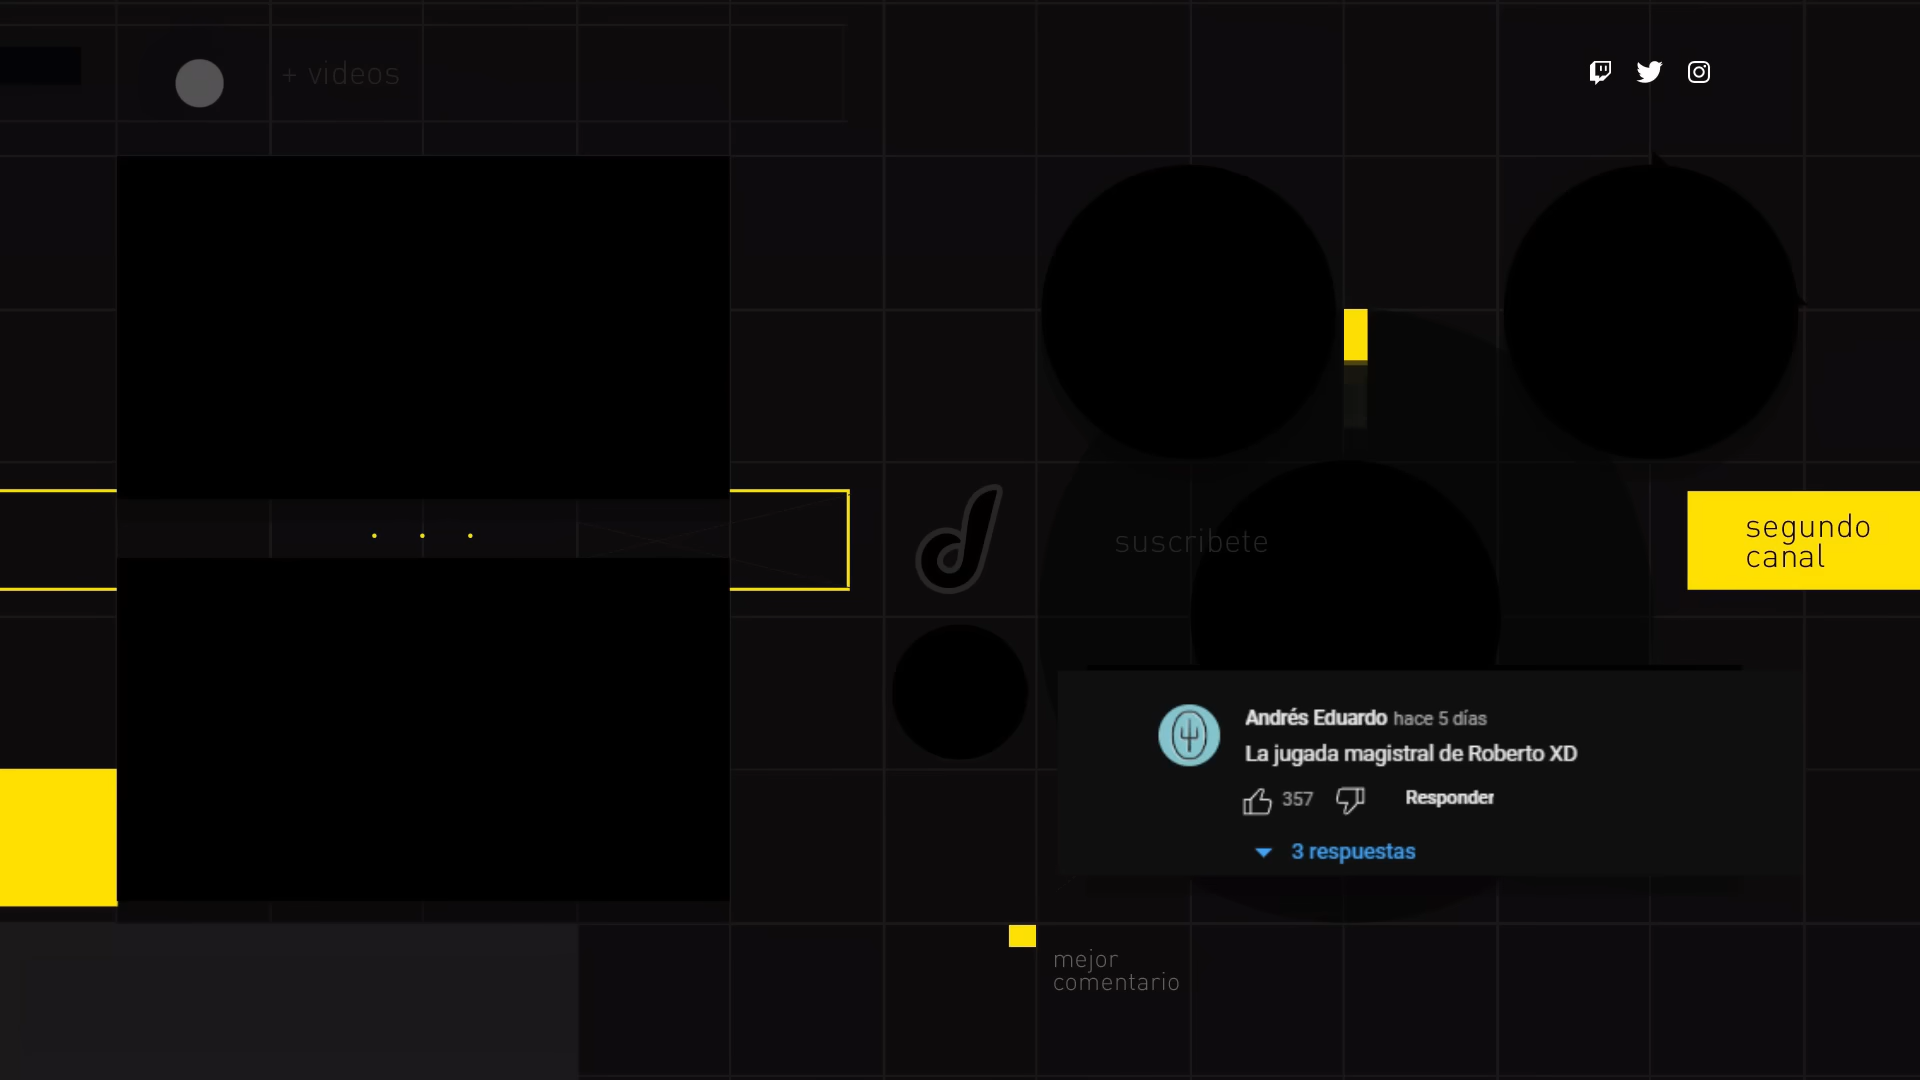 + videos
suscribete
segundo
canal
Andrés Eduardo hace 5 días
La jugada magistral de Roberto XD
357 Responder
3 respuestas
mejor
comentario